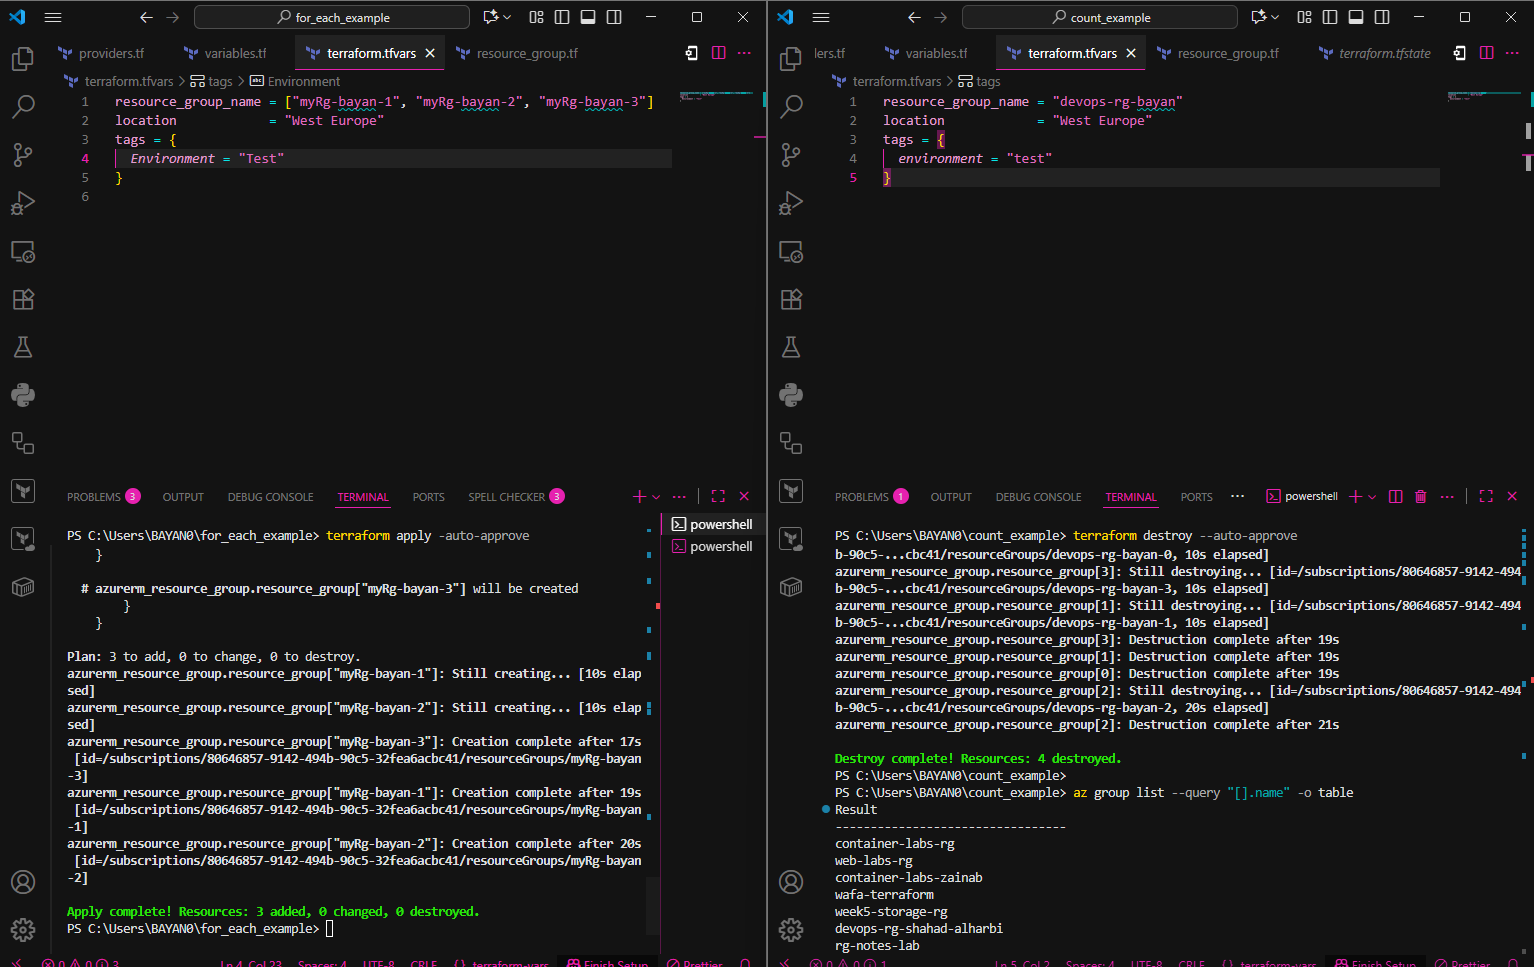 for_each_example
providers.tf
variables.tf
terraform.tfvars
resource_group.tf
terraform.tfvars > tags > Environment
1 resource_group_name = ["myRg-bayan-1", "myRg-bayan-2", "myRg-bayan-3"]
2 location = "West Europe"
3 tags = {
4 Environment = "Test"
5 }
6
PROBLEMS 3 OUTPUT DEBUG CONSOLE TERMINAL PORTS SPELL CHECKER 3
powershell
powershell
PS C:\Users\BAYAN0\for_each_example> terraform apply -auto-approve
}
# azurerm_resource_group.resource_group["myRg-bayan-3"] will be created
}
}
Plan: 3 to add, 0 to change, 0 to destroy.
azurerm_resource_group.resource_group["myRg-bayan-1"]: Still creating... [10s elap
sed]
azurerm_resource_group.resource_group["myRg-bayan-2"]: Still creating... [10s elap
sed]
azurerm_resource_group.resource_group["myRg-bayan-3"]: Creation complete after 17s
[id=/subscriptions/80646857-9142-494b-90c5-32fea6acbc41/resourceGroups/myRg-bayan
-3]
azurerm_resource_group.resource_group["myRg-bayan-1"]: Creation complete after 19s
[id=/subscriptions/80646857-9142-494b-90c5-32fea6acbc41/resourceGroups/myRg-bayan
-1]
azurerm_resource_group.resource_group["myRg-bayan-2"]: Creation complete after 20s
[id=/subscriptions/80646857-9142-494b-90c5-32fea6acbc41/resourceGroups/myRg-bayan
-2]
Apply complete! Resources: 3 added, 0 changed, 0 destroyed.
PS C:\Users\BAYAN0\for_each_example>
0 0 3 Ln 4, Col 23 Spaces: 4 UTF-8 CRLF {} terraform-vars Finish Setup Prettier
count_example
lers.tf
variables.tf
terraform.tfvars
resource_group.tf
terraform.tfstate
terraform.tfvars > tags
1 resource_group_name = "devops-rg-bayan"
2 location = "West Europe"
3 tags = {
4 environment = "test"
5 }
PROBLEMS 1 OUTPUT DEBUG CONSOLE TERMINAL PORTS ... powershell
PS C:\Users\BAYAN0\count_example> terraform destroy --auto-approve
b-90c5-...cbc41/resourceGroups/devops-rg-bayan-0, 10s elapsed]
azurerm_resource_group.resource_group[3]: Still destroying... [id=/subscriptions/80646857-9142-494
b-90c5-...cbc41/resourceGroups/devops-rg-bayan-3, 10s elapsed]
azurerm_resource_group.resource_group[1]: Still destroying... [id=/subscriptions/80646857-9142-494
b-90c5-...cbc41/resourceGroups/devops-rg-bayan-1, 10s elapsed]
azurerm_resource_group.resource_group[3]: Destruction complete after 19s
azurerm_resource_group.resource_group[1]: Destruction complete after 19s
azurerm_resource_group.resource_group[0]: Destruction complete after 19s
azurerm_resource_group.resource_group[2]: Still destroying... [id=/subscriptions/80646857-9142-494
b-90c5-...cbc41/resourceGroups/devops-rg-bayan-2, 20s elapsed]
azurerm_resource_group.resource_group[2]: Destruction complete after 21s
Destroy complete! Resources: 4 destroyed.
PS C:\Users\BAYAN0\count_example>
PS C:\Users\BAYAN0\count_example> az group list --query "[].name" -o table
Result
--------------------------------
container-labs-rg
web-labs-rg
container-labs-zainab
wafa-terraform
week5-storage-rg
devops-rg-shahad-alharbi
rg-notes-lab
0 0 1 Ln 5, Col 2 Spaces: 4 UTF-8 CRLF {} terraform-vars Finish Setup Prettier